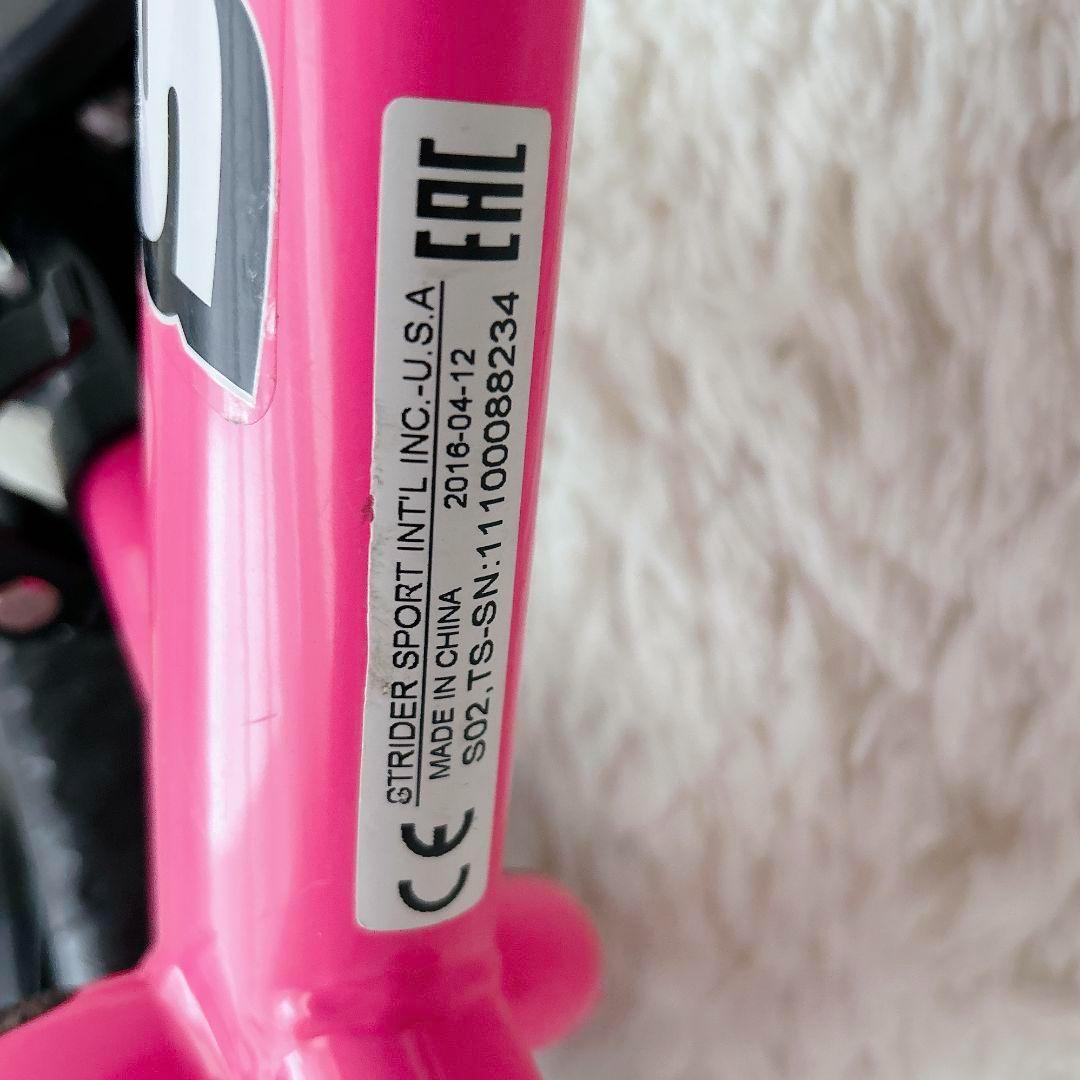 STRIDER SPORT INT'L INC.-U.S.A
MADE IN CHINA 2016-04-12
S02.TS-SN:1110088234
CE
EAC